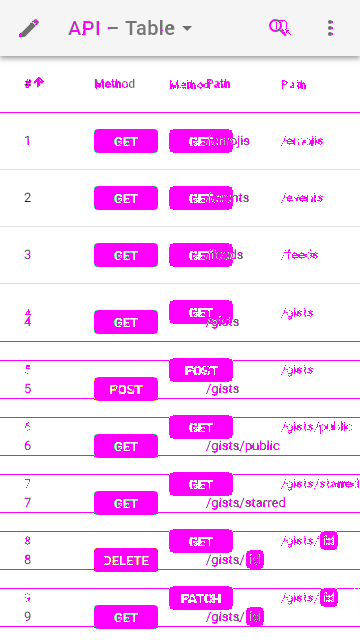 API – Table
# Method Method Path Path
1 GET GET /emojis /emojis
2 GET GET /events /events
3 GET GET /feeds /feeds
4 GET /gists
4 GET /gists
5 POST /gists
5 POST /gists
6 GET /gists/public
6 GET /gists/public
7 GET /gists/starred
7 GET /gists/starred
8 GET /gists/ id
8 DELETE /gists/ id
9 PATCH /gists/ id
9 GET /gists/ id